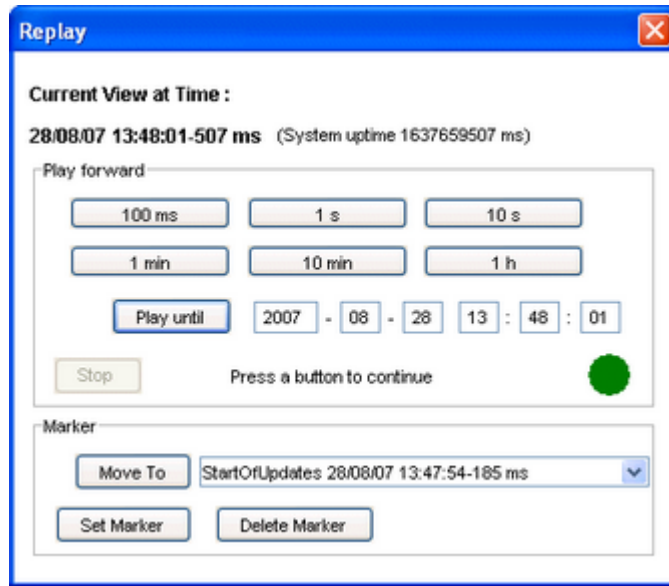 Replay
Current View at Time :
28/08/07 13:48:01-507 ms (System uptime 1637659507 ms)
Play forward
100 ms 1 s 10 s
1 min 10 min 1 h
Play until 2007 - 08 - 28 13 : 48 : 01
Stop Press a button to continue
Marker
Move To StartOfUpdates 28/08/07 13:47:54-185 ms
Set Marker Delete Marker